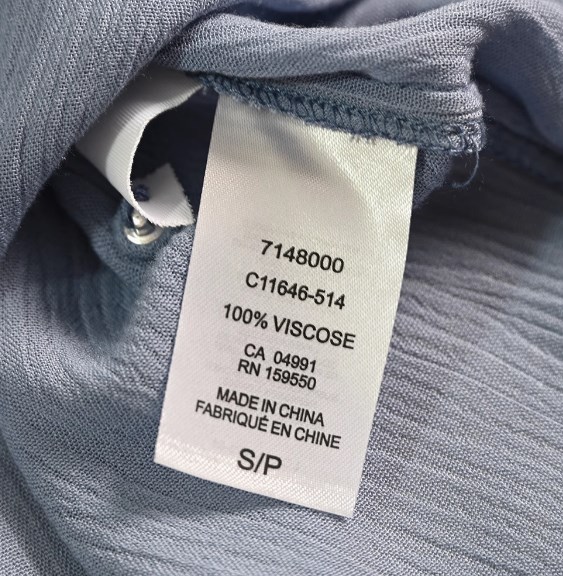 7148000
C11646-514
100% VISCOSE
CA 04991
RN 159550
MADE IN CHINA
FABRIQUÉ EN CHINE
S/P